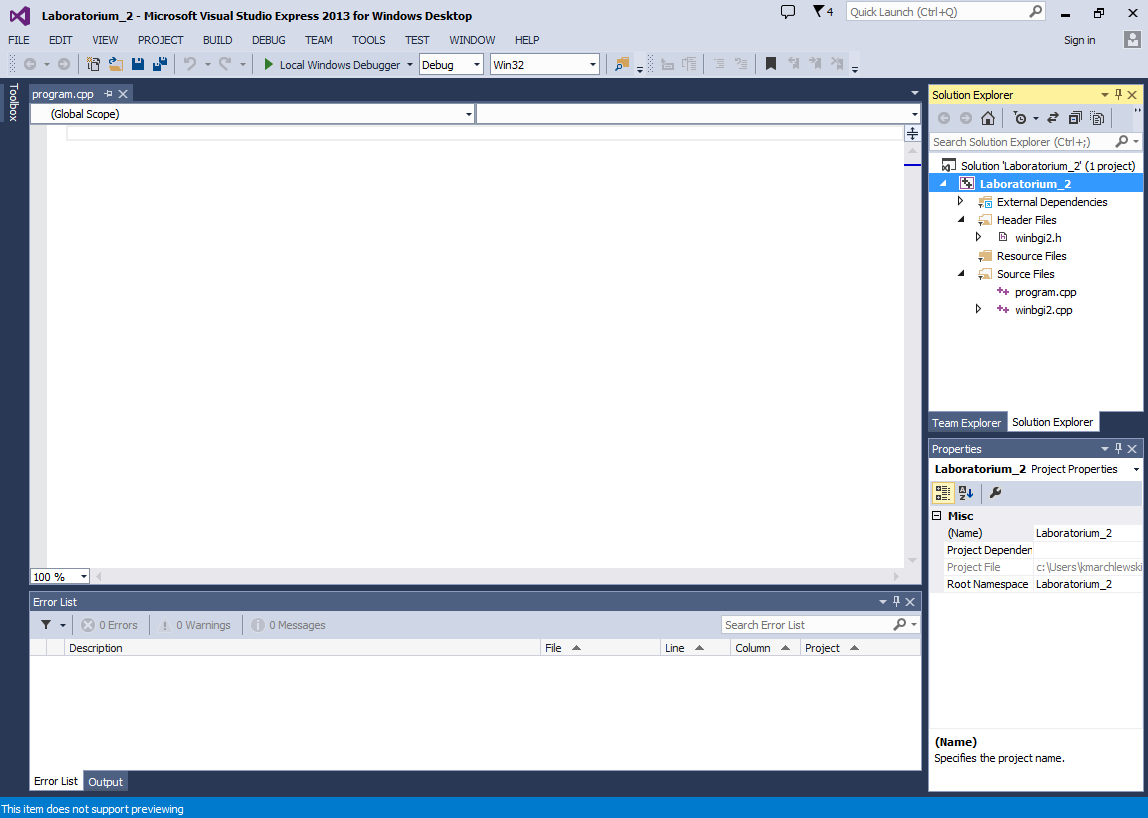 Laboratorium_2 - Microsoft Visual Studio Express 2013 for Windows Desktop
4
Quick Launch (Ctrl+Q)
FILE EDIT VIEW PROJECT BUILD DEBUG TEAM TOOLS TEST WINDOW HELP
Sign in
Local Windows Debugger
Debug
Win32
Toolbox
program.cpp
(Global Scope)
100 %
Error List
0 Errors
0 Warnings
0 Messages
Search Error List
Description File Line Column Project
Error List
Output
Solution Explorer
Search Solution Explorer (Ctrl+;)
Solution 'Laboratorium_2' (1 project)
Laboratorium_2
External Dependencies
Header Files
winbgi2.h
Resource Files
Source Files
program.cpp
winbgi2.cpp
Team Explorer
Solution Explorer
Properties
Laboratorium_2 Project Properties
Misc
(Name) Laboratorium_2
Project Dependen
Project File c:\Users\kmarchlewski
Root Namespace Laboratorium_2
(Name)
Specifies the project name.
This item does not support previewing